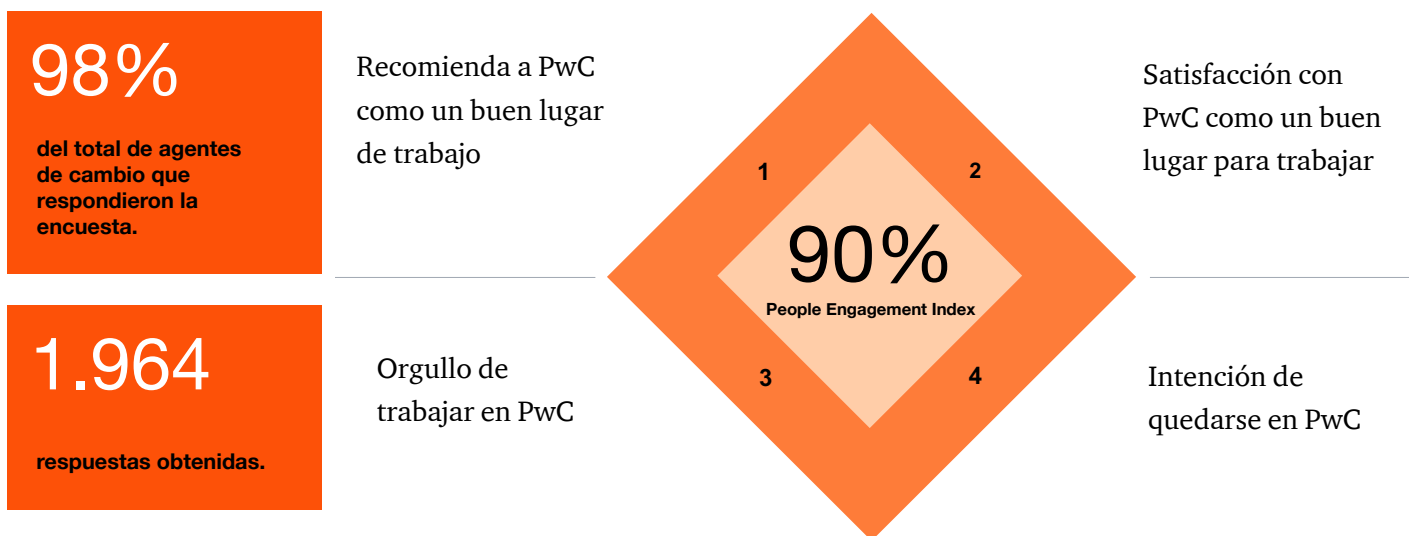 98%
del total de agentes
de cambio que
respondieron la
encuesta.
1.964
respuestas obtenidas.
Recomienda a PwC
como un buen lugar
de trabajo
Orgullo de
trabajar en PwC
1
2
90%
People Engagement Index
3
4
Satisfacción con
PwC como un buen
lugar para trabajar
Intención de
quedarse en PwC